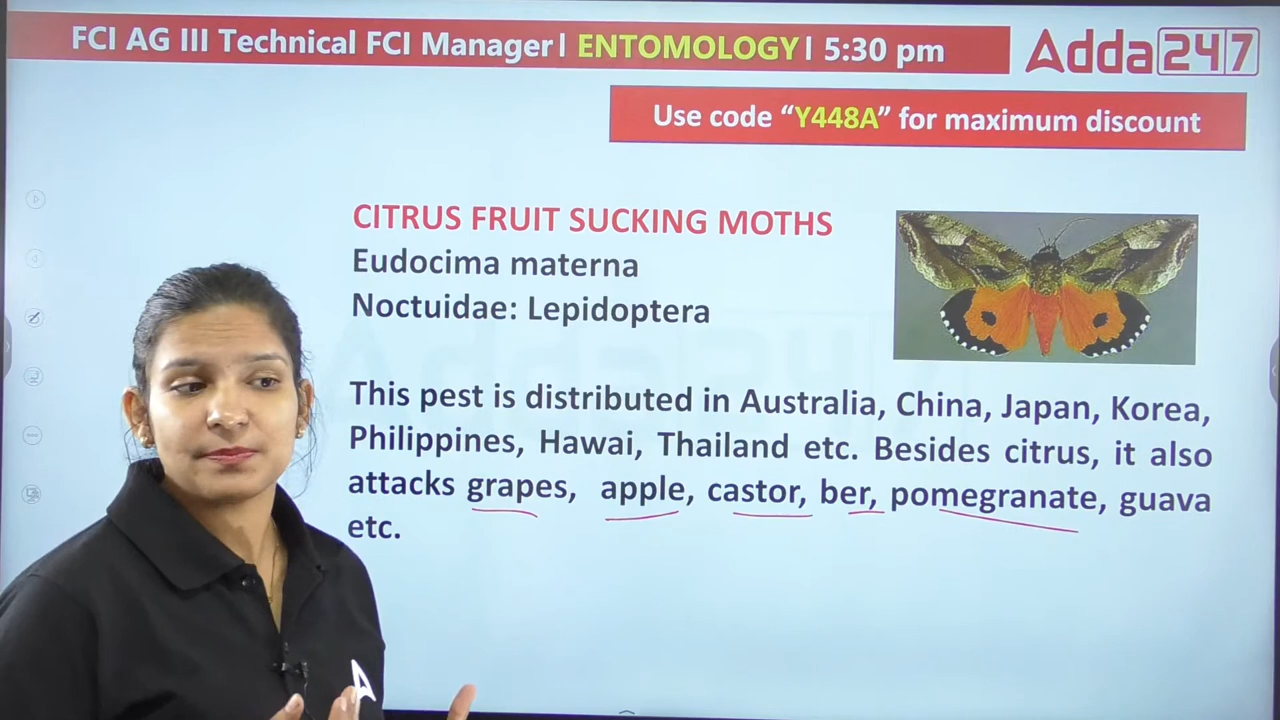 FCI AG III Technical FCI Manager| ENTOMOLOGY| 5:30 pm
Adda247
Use code “Y448A” for maximum discount
CITRUS FRUIT SUCKING MOTHS
Eudocima materna
Noctuidae: Lepidoptera
This pest is distributed in Australia, China, Japan, Korea,
Philippines, Hawai, Thailand etc. Besides citrus, it also
attacks grapes, apple, castor, ber, pomegranate, guava
etc.